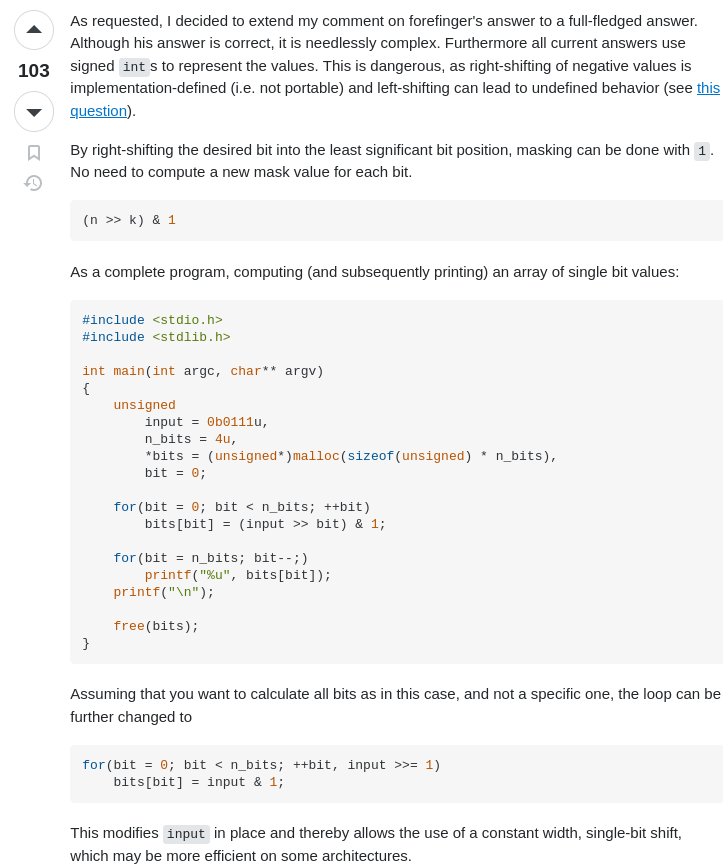 As requested, I decided to extend my comment on forefinger's answer to a full-fledged answer.
Although his answer is correct, it is needlessly complex. Furthermore all current answers use
signed ints to represent the values. This is dangerous, as right-shifting of negative values is
implementation-defined (i.e. not portable) and left-shifting can lead to undefined behavior (see this
question).
103
By right-shifting the desired bit into the least significant bit position, masking can be done with 1.
No need to compute a new mask value for each bit.
(n >> k) & 1
As a complete program, computing (and subsequently printing) an array of single bit values:
#include <stdio.h>
#include <stdlib.h>

int main(int argc, char** argv)
{
    unsigned
        input = 0b0111u,
        n_bits = 4u,
        *bits = (unsigned*)malloc(sizeof(unsigned) * n_bits),
        bit = 0;

    for(bit = 0; bit < n_bits; ++bit)
        bits[bit] = (input >> bit) & 1;

    for(bit = n_bits; bit--;)
        printf("%u", bits[bit]);
    printf("\n");

    free(bits);
}
Assuming that you want to calculate all bits as in this case, and not a specific one, the loop can be
further changed to
for(bit = 0; bit < n_bits; ++bit, input >>= 1)
    bits[bit] = input & 1;
This modifies input in place and thereby allows the use of a constant width, single-bit shift,
which may be more efficient on some architectures.